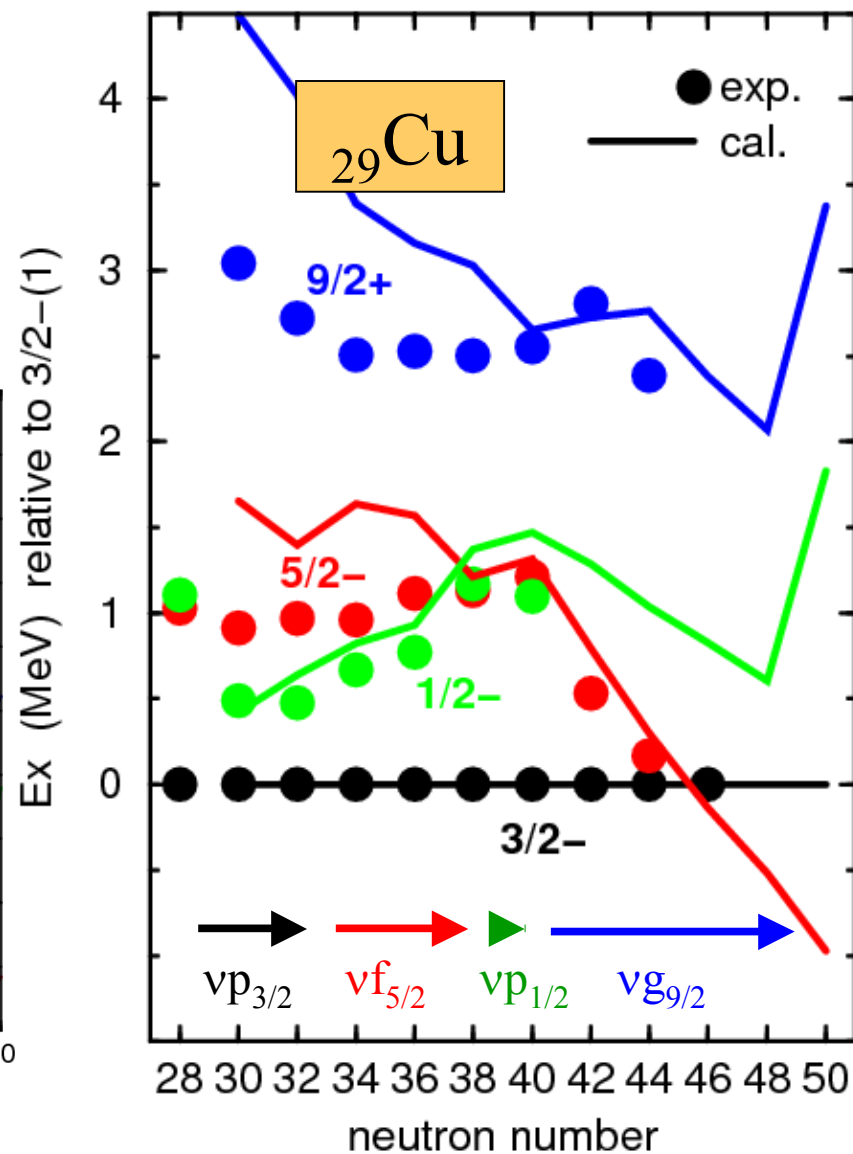 ₂₉Cu
exp.
cal.
Ex (MeV) relative to 3/2−(1)
4
3
2
1
0
9/2+
5/2−
1/2−
3/2−
νp₃/₂ νf₅/₂ νp₁/₂ νg₉/₂
0
28 30 32 34 36 38 40 42 44 46 48 50
neutron number